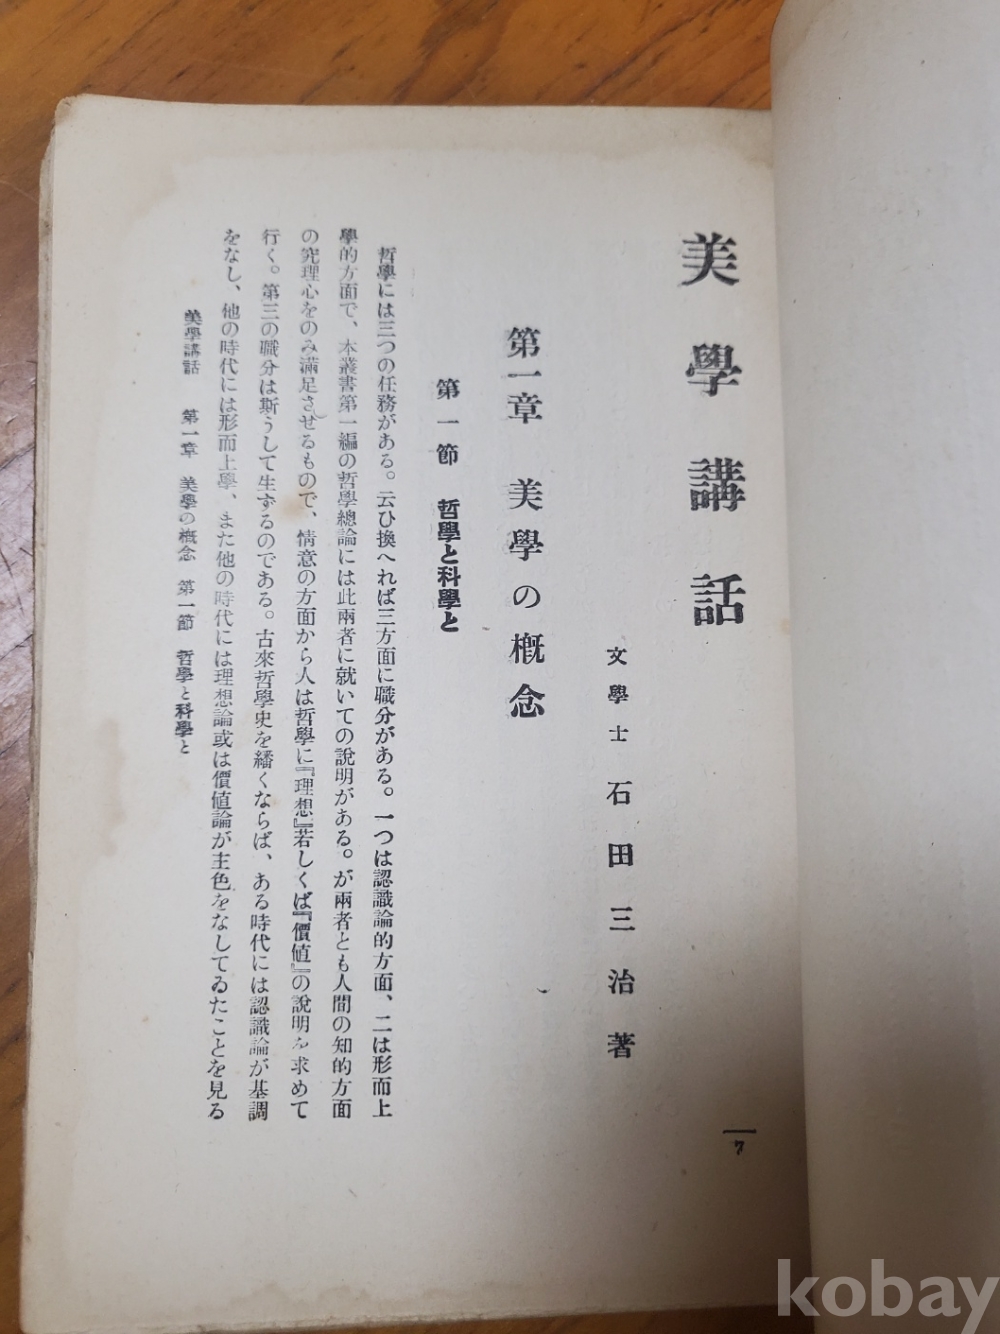 美學講話
文學士 石田三治著
第一章 美學の概念
第一節 哲學と科學と
哲學には三つの任務がある。云ひ換へれば三方面に職分がある。一つは認識論的方面、二は形而上
學的方面で、本叢書第一編の哲學總論には此兩者に就いての說明がある。が兩者とも人間の知的方面
の究理心をのみ滿足させるもので、情意の方面から人は哲學に『理想』若しくば『價値』の說明を求めて
行く。第三の職分は斯うして生ずるのである。古來哲學史を繙くならば、ある時代には認識論が基調
をなし、他の時代には形而上學、また他の時代には理想論或は價値論が主色をなしてゐたことを見る
美學講話 第一章 美學の概念 第一節 哲學と科學と
7
kobay